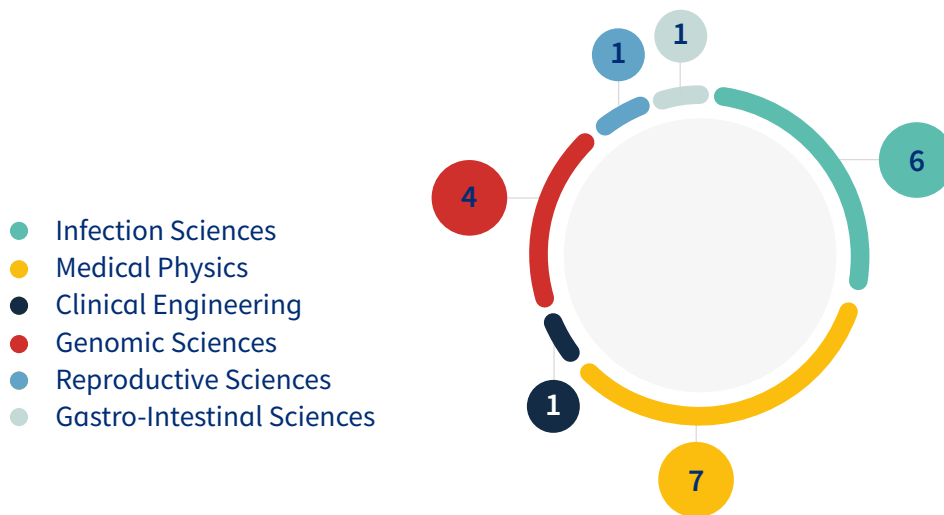 Infection Sciences
Medical Physics
Clinical Engineering
Genomic Sciences
Reproductive Sciences
Gastro-Intestinal Sciences
1
1
6
4
1
7